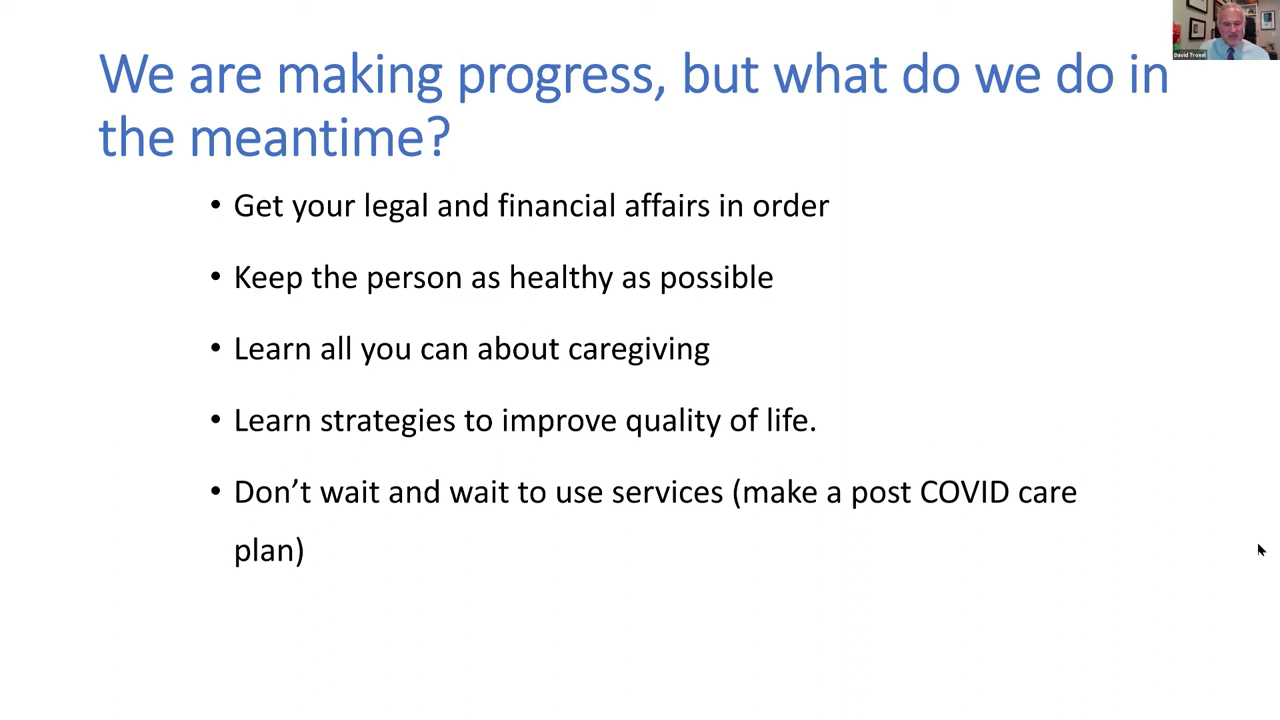 We are making progress, but what do we do in
the meantime?
• Get your legal and financial affairs in order
• Keep the person as healthy as possible
• Learn all you can about caregiving
• Learn strategies to improve quality of life.
• Don’t wait and wait to use services (make a post COVID care
plan)
David Troxel